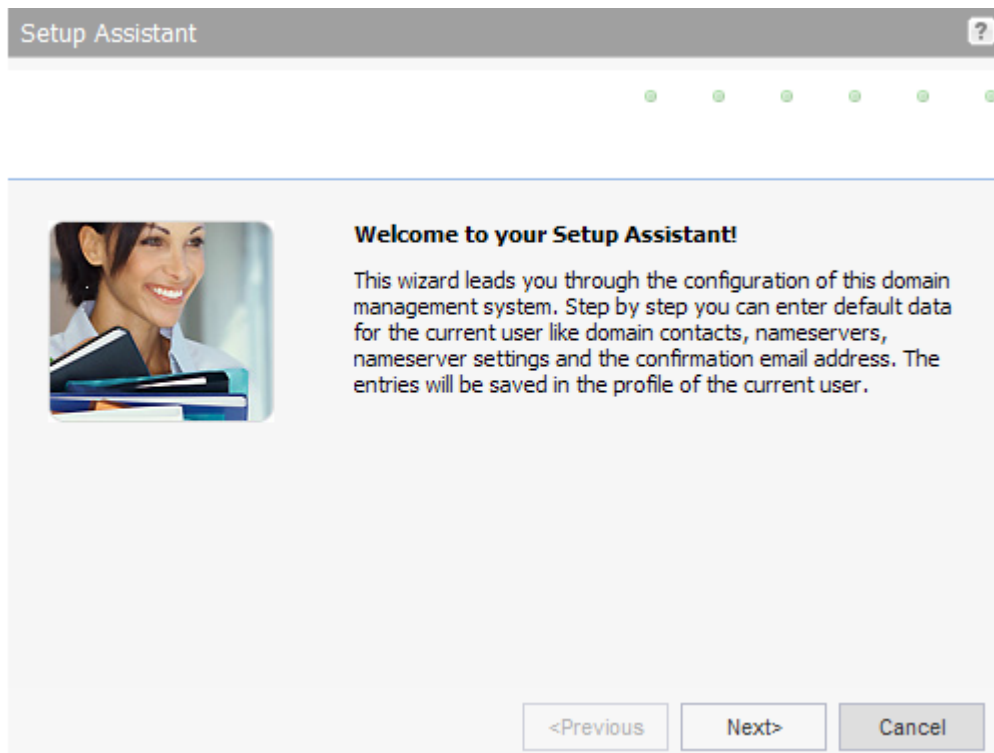 Setup Assistant
?
Welcome to your Setup Assistant!
This wizard leads you through the configuration of this domain
management system. Step by step you can enter default data
for the current user like domain contacts, nameservers,
nameserver settings and the confirmation email address. The
entries will be saved in the profile of the current user.
<Previous
Next>
Cancel